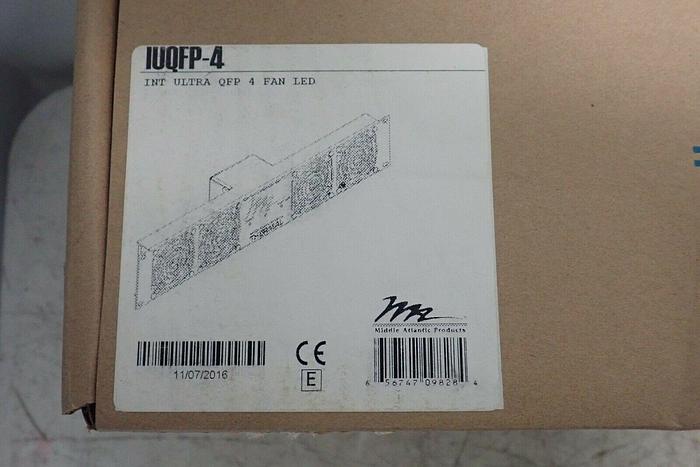 IUQFP-4
INT ULTRA QFP 4 FAN LED
Middle Atlantic Products
11/07/2016
CE
E
6 56747 09828 4